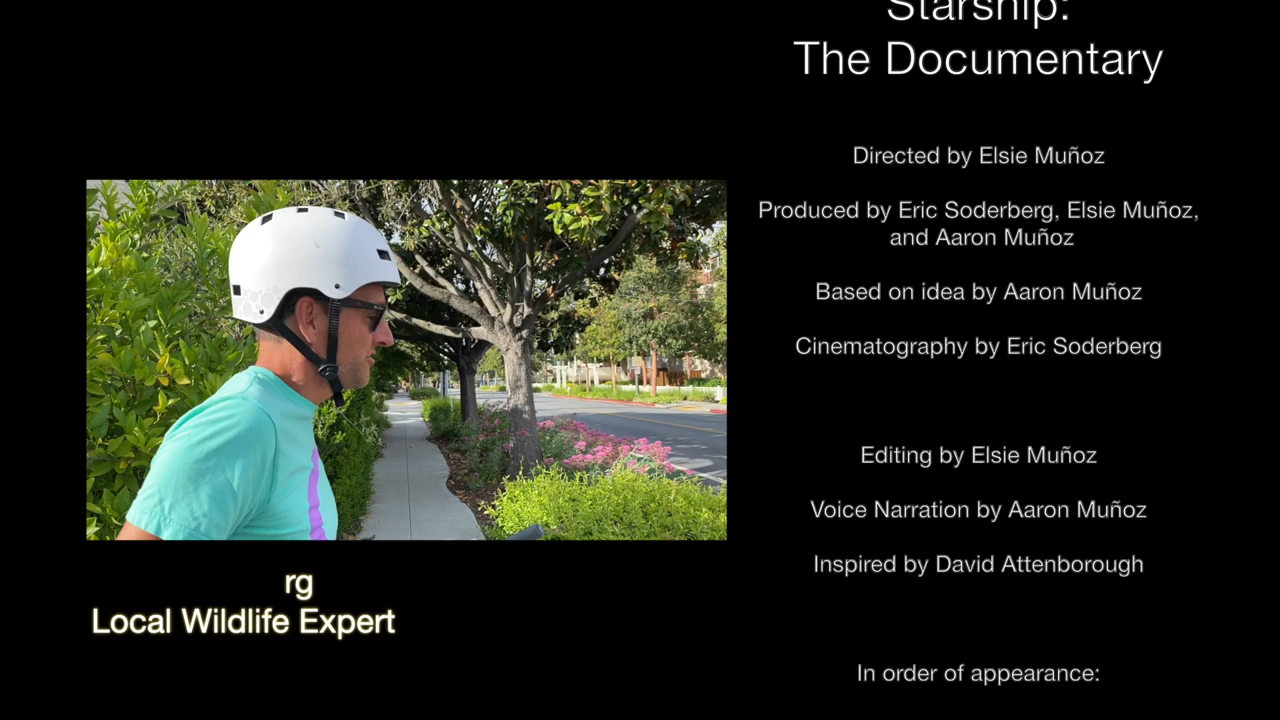 Starship:
The Documentary
Directed by Elsie Muñoz
Produced by Eric Soderberg, Elsie Muñoz,
and Aaron Muñoz
Based on idea by Aaron Muñoz
Cinematography by Eric Soderberg
Editing by Elsie Muñoz
Voice Narration by Aaron Muñoz
Inspired by David Attenborough
In order of appearance:
rg
Local Wildlife Expert